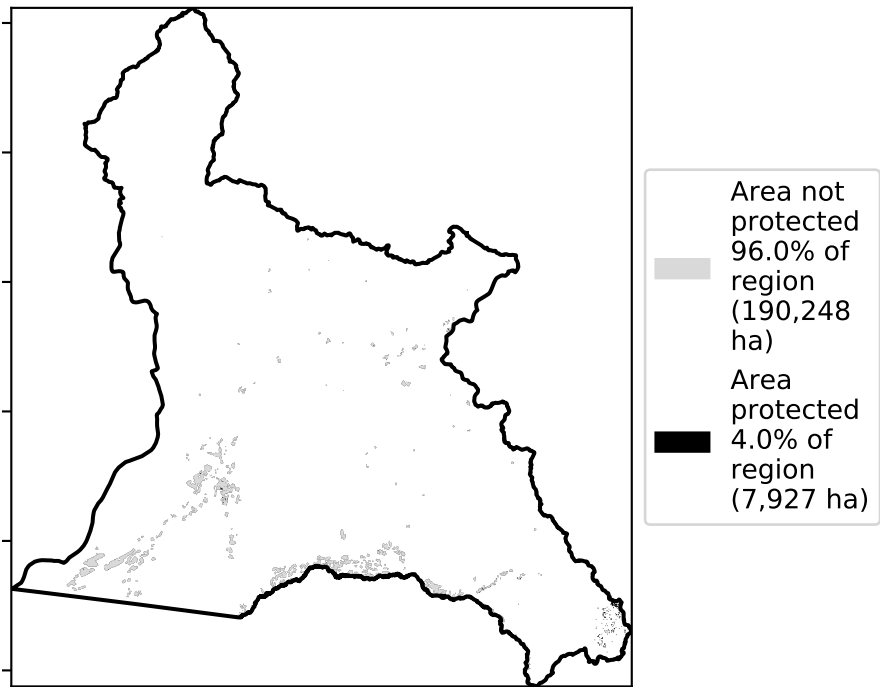 Area not
protected
96.0% of
region
(190,248
ha)
Area
protected
4.0% of
region
(7,927 ha)